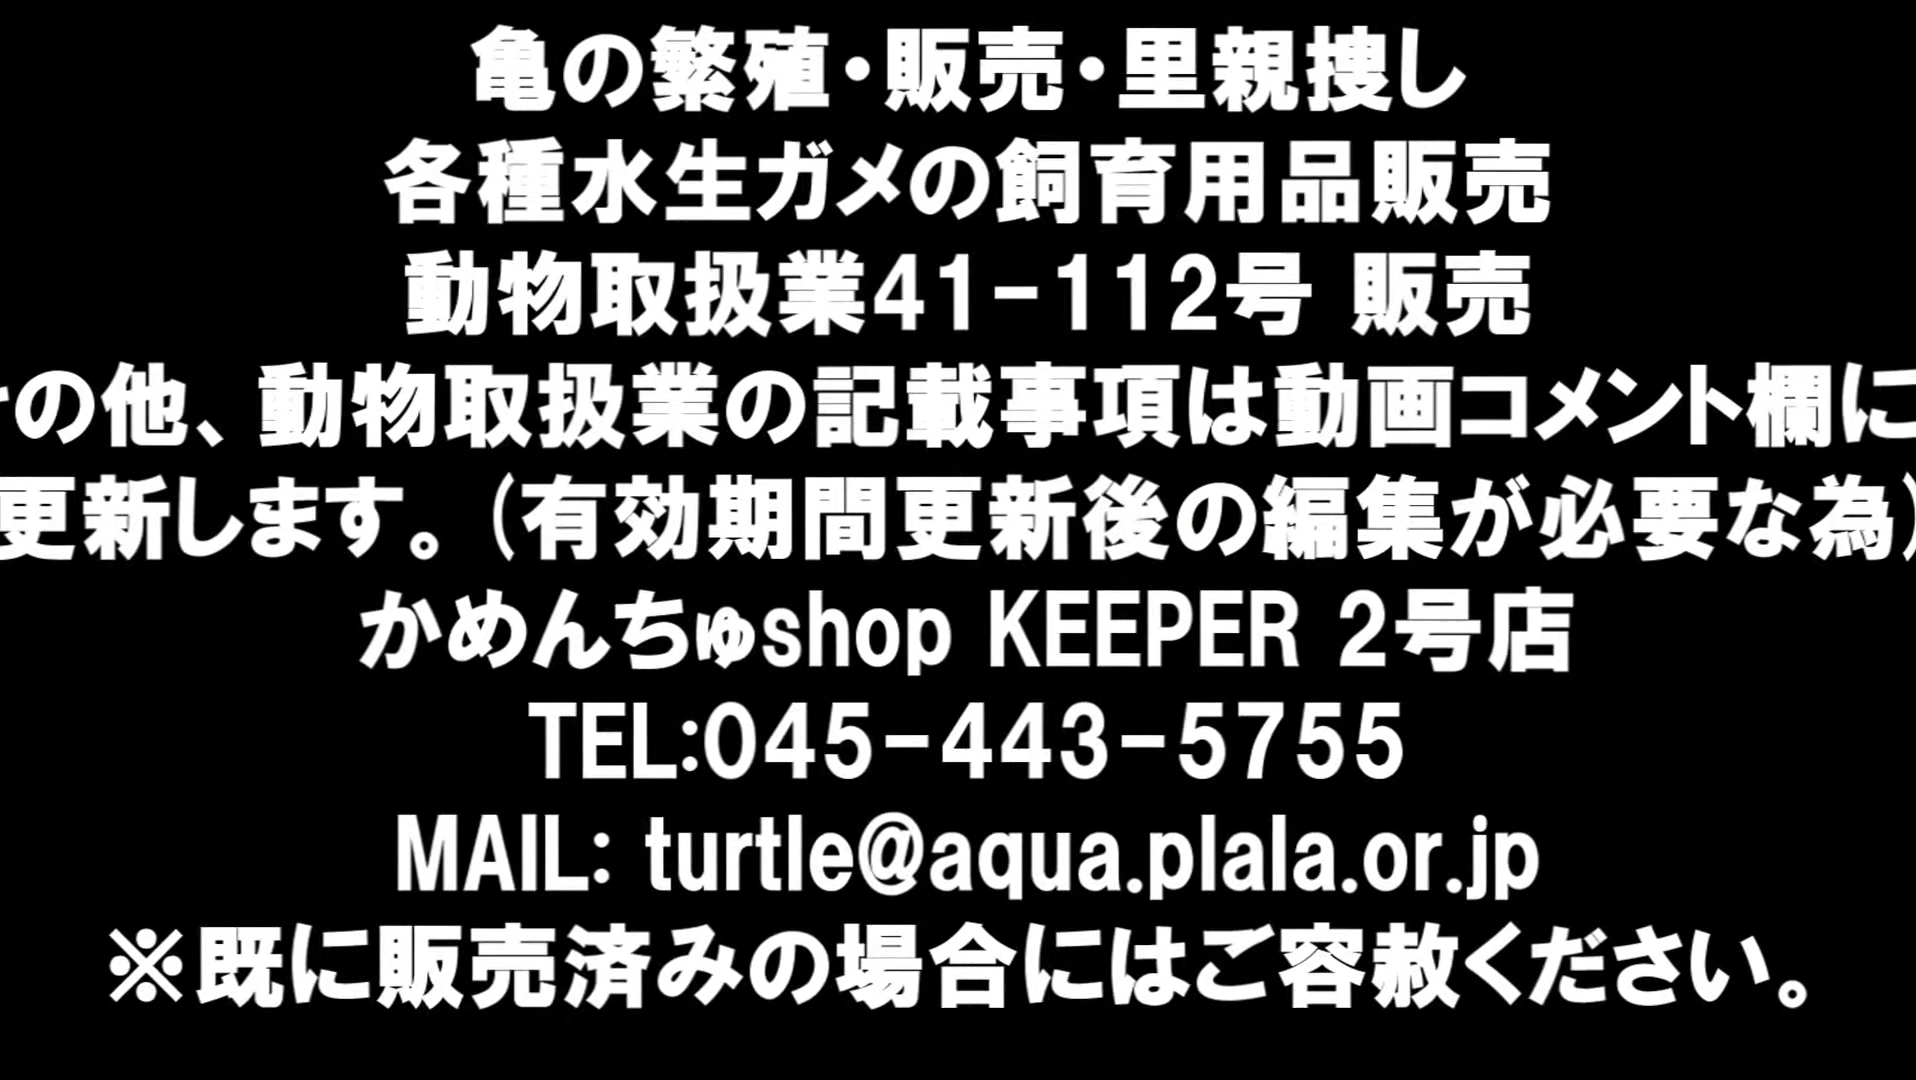 亀の繁殖・販売・里親捜し
各種水生ガメの飼育用品販売
動物取扱業41-112号 販売
の他、動物取扱業の記載事項は動画コメント欄に
更新します。(有効期間更新後の編集が必要な為)
かめんちゅshop KEEPER 2号店
TEL:045-443-5755
MAIL: turtle@aqua.plala.or.jp
※既に販売済みの場合にはご容赦ください。